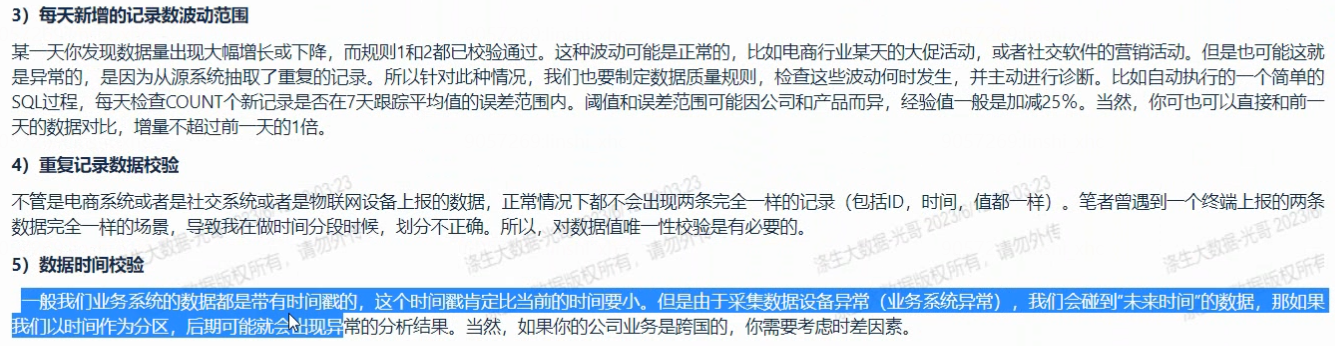 3）每天新增的记录数波动范围
某一天你发现数据量出现大幅增长或下降，而规则1和2都已校验通过。这种波动可能是正常的，比如电商行业某天的大促活动，或者社交软件的营销活动。但是也可能这就
是异常的，是因为从源系统抽取了重复的记录。所以针对此种情况，我们也要制定数据质量规则，检查这些波动何时发生，并主动进行诊断。比如自动执行的一个简单的
SQL过程，每天检查COUNT个新记录是否在7天跟踪平均值的误差范围内。阈值和误差范围可能因公司和产品而异，经验值一般是加减25%。当然，你可也可以直接和前一
天的数据对比，增量不超过前一天的1倍。
4）重复记录数据校验
不管是电商系统或者是社交系统或者是物联网设备上报的数据，正常情况下都不会出现两条完全一样的记录（包括ID，时间，值都一样）。笔者曾遇到一个终端上报的两条
数据完全一样的场景，导致我在做时间分段时候，划分不正确。所以，对数据值唯一性校验是有必要的。
5）数据时间校验
一般我们业务系统的数据都是带有时间戳的，这个时间戳肯定比当前的时间要小。但是由于采集数据设备异常（业务系统异常），我们会碰到“未来时间”的数据，那如果
我们以时间作为分区，后期可能就会出现异常的分析结果。当然，如果你的公司业务是跨国的，你需要考虑时差因素。